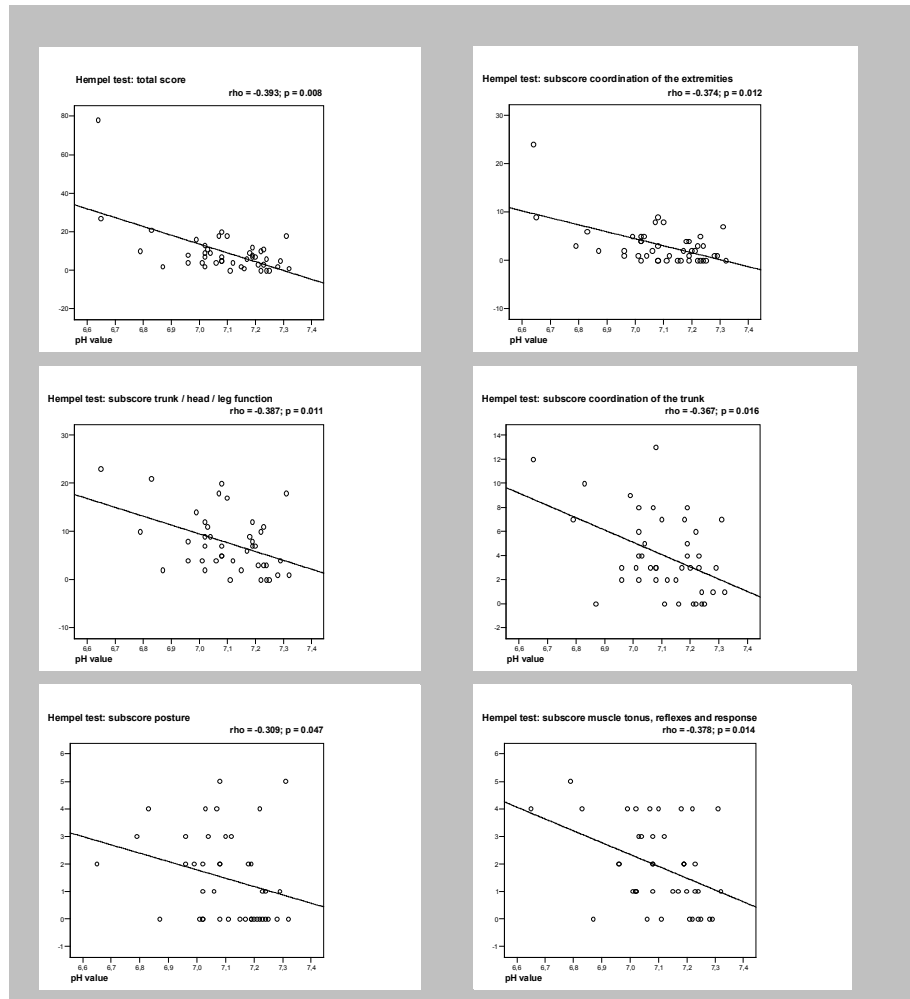 Hempel test: total score
rho = -0.393; p = 0.008
80
60
40
20
0
-20
6,6 6,7 6,8 6,9 7,0 7,1 7,2 7,3 7,4
pH value
Hempel test: subscore coordination of the extremities
rho = -0.374; p = 0.012
30
20
10
0
-10
6,6 6,7 6,8 6,9 7,0 7,1 7,2 7,3 7,4
pH value
Hempel test: subscore trunk / head / leg function
rho = -0.387; p = 0.011
30
20
10
0
-10
6,6 6,7 6,8 6,9 7,0 7,1 7,2 7,3 7,4
pH value
Hempel test: subscore coordination of the trunk
rho = -0.367; p = 0.016
14
12
10
8
6
4
2
0
-2
6,6 6,7 6,8 6,9 7,0 7,1 7,2 7,3 7,4
pH value
Hempel test: subscore posture
rho = -0.309; p = 0.047
6
5
4
3
2
1
0
-1
6,6 6,7 6,8 6,9 7,0 7,1 7,2 7,3 7,4
pH value
Hempel test: subscore muscle tonus, reflexes and response
rho = -0.378; p = 0.014
6
5
4
3
2
1
0
-1
6,6 6,7 6,8 6,9 7,0 7,1 7,2 7,3 7,4
pH value